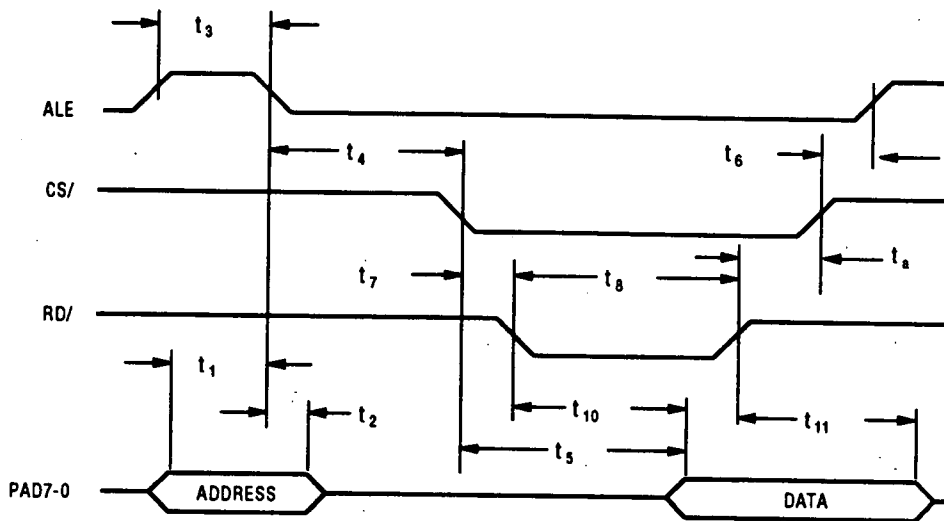 t3
ALE
t4
t6
CS/
t7
t8
ta
RD/
t1
t2
t10
t11
t5
PAD7-0
ADDRESS
DATA